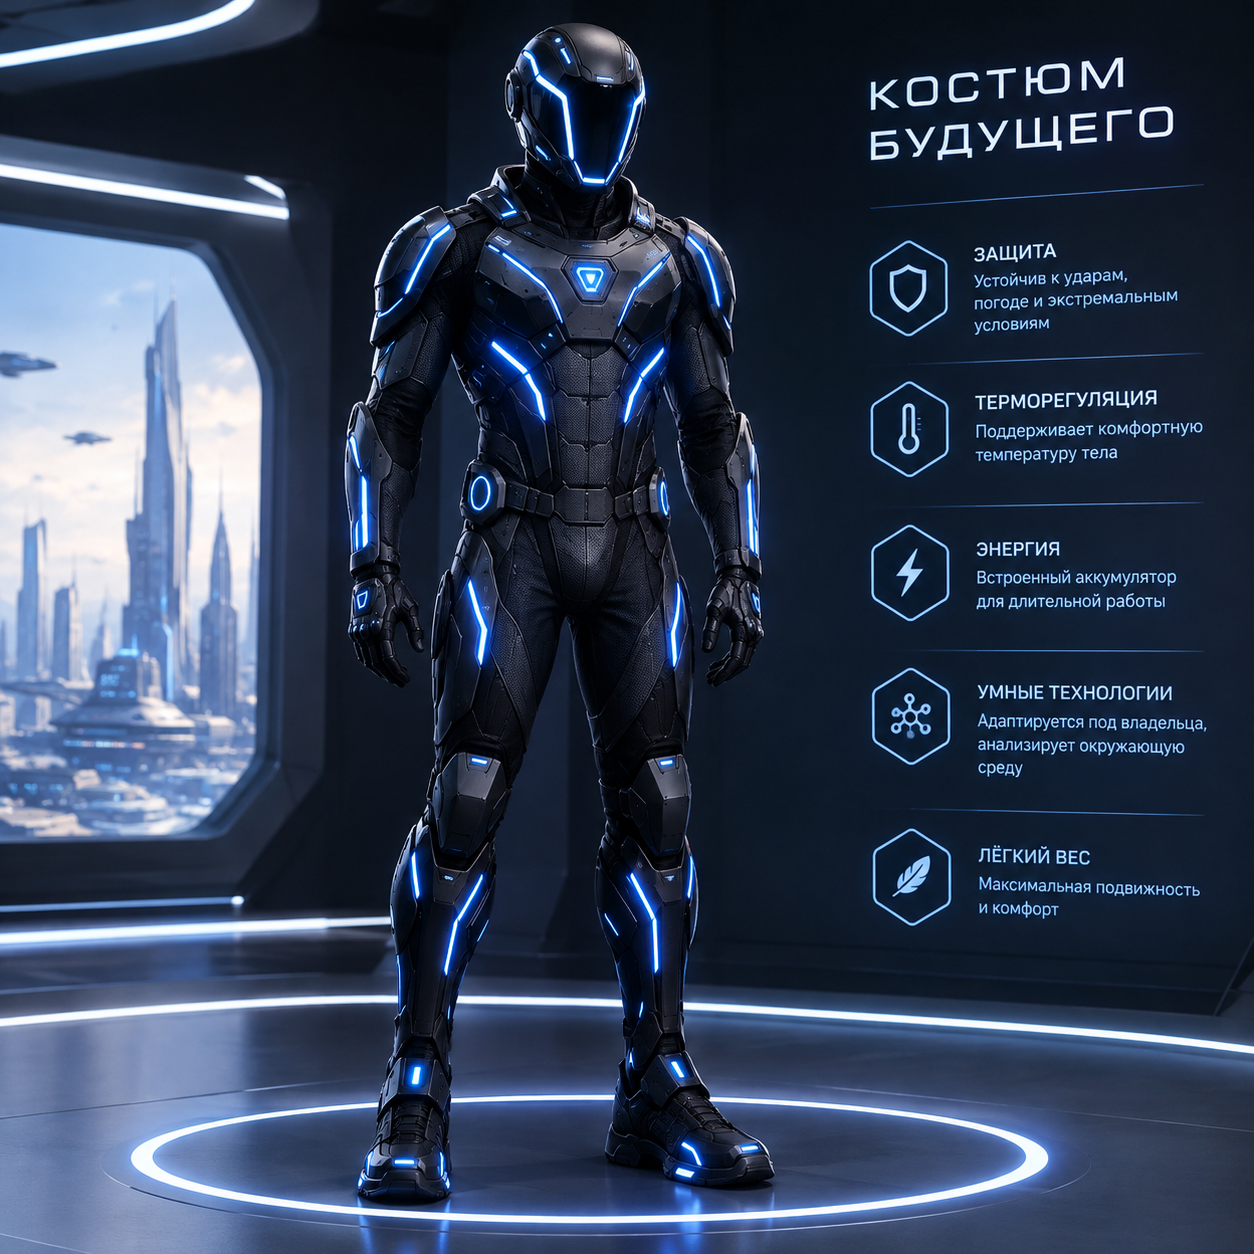 КОСТЮМ
БУДУЩЕГО
ЗАЩИТА
Устойчив к ударам,
погоде и экстремальным
условиям
ТЕРМОРЕГУЛЯЦИЯ
Поддерживает комфортную
температуру тела
ЭНЕРГИЯ
Встроенный аккумулятор
для длительной работы
УМНЫЕ ТЕХНОЛОГИИ
Адаптируется под владельца,
анализирует окружающую
среду
ЛЁГКИЙ ВЕС
Максимальная подвижность
и комфорт